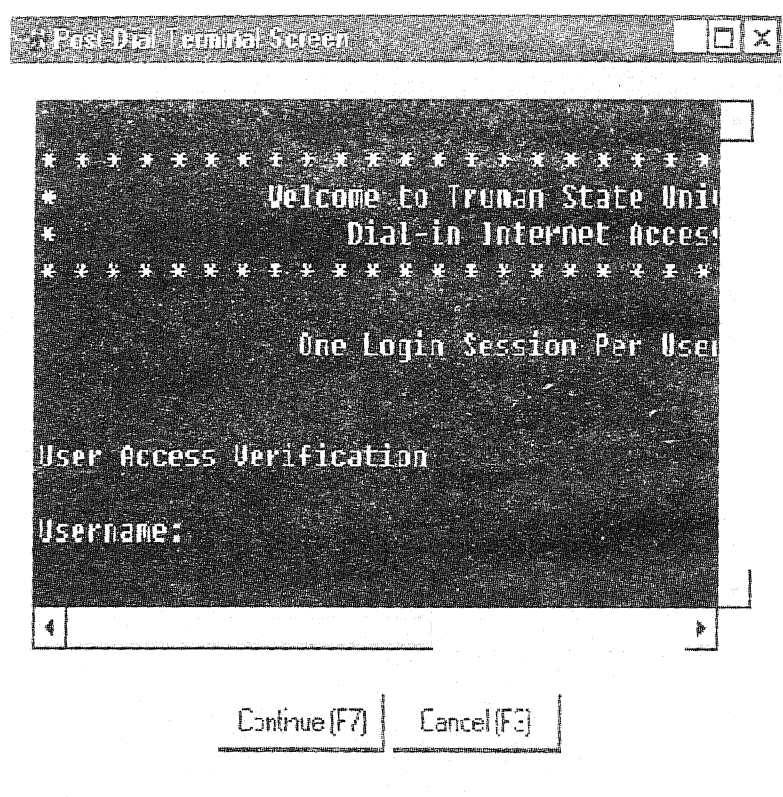 Post-Dial Terminal Screen
* * * * * * * * * * * * * * * * * * * * *
* Welcome to Truman State Uni
* Dial-in Internet Acces
* * * * * * * * * * * * * * * * * * * * *
One Login Session Per User
User Access Verification
Username:
Continue (F7) Cancel (F3)